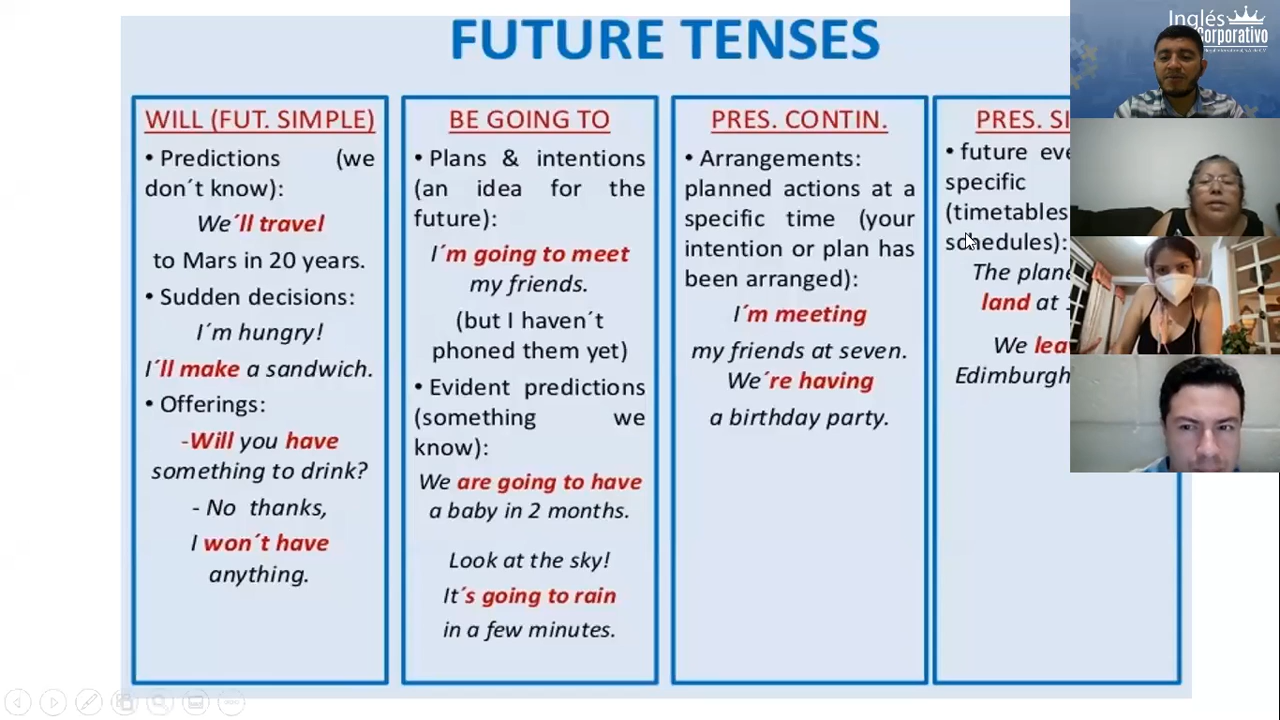 FUTURE TENSES
WILL (FUT. SIMPLE)
• Predictions (we
don´t know):
We´ll travel
to Mars in 20 years.
• Sudden decisions:
I´m hungry!
I´ll make a sandwich.
• Offerings:
-Will you have
something to drink?
- No thanks,
I won´t have
anything.
BE GOING TO
• Plans & intentions
(an idea for the
future):
I´m going to meet
my friends.
(but I haven´t
phoned them yet)
• Evident predictions
(something we
know):
We are going to have
a baby in 2 months.
Look at the sky!
It´s going to rain
in a few minutes.
PRES. CONTIN.
• Arrangements:
planned actions at a
specific time (your
intention or plan has
been arranged):
I´m meeting
my friends at seven.
We´re having
a birthday party.
PRES.
• future
specific
(timetables
schedules):
The
land at
We
Edimburgh
Inglés